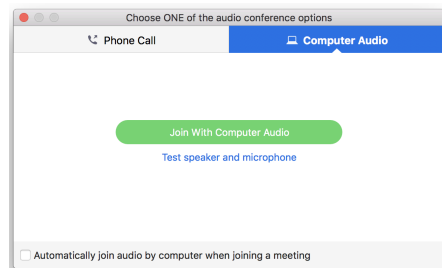 Choose ONE of the audio conference options
Phone Call
Computer Audio
Join With Computer Audio
Test speaker and microphone
Automatically join audio by computer when joining a meeting